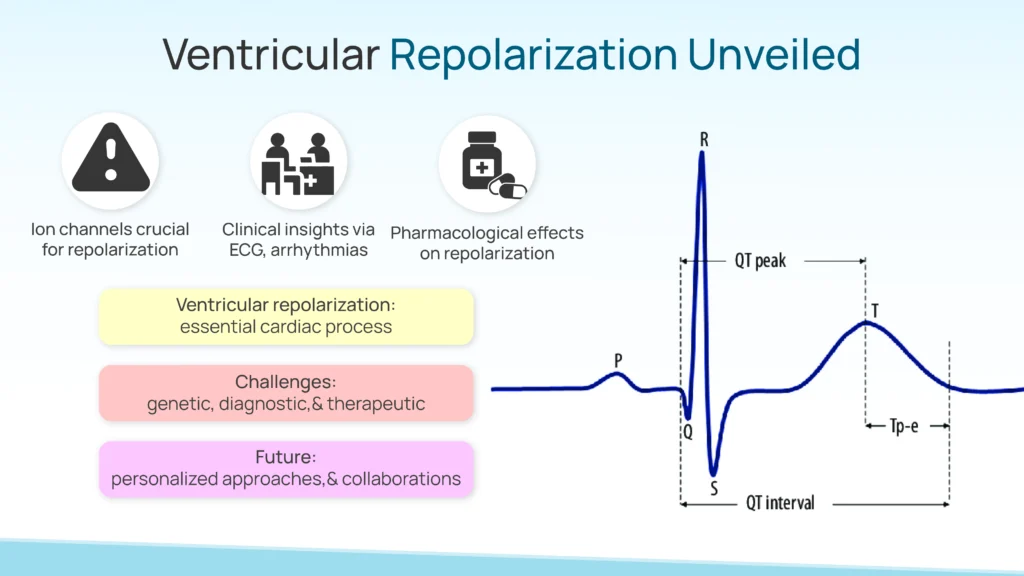 Ventricular Repolarization Unveiled
Ion channels crucial
for repolarization
Clinical insights via
ECG, arrhythmias
Pharmacological effects
on repolarization
Ventricular repolarization:
essential cardiac process
Challenges:
genetic, diagnostic,& therapeutic
Future:
personalized approaches,& collaborations
R
QT peak
T
P
Q
Tp-e
S
QT interval